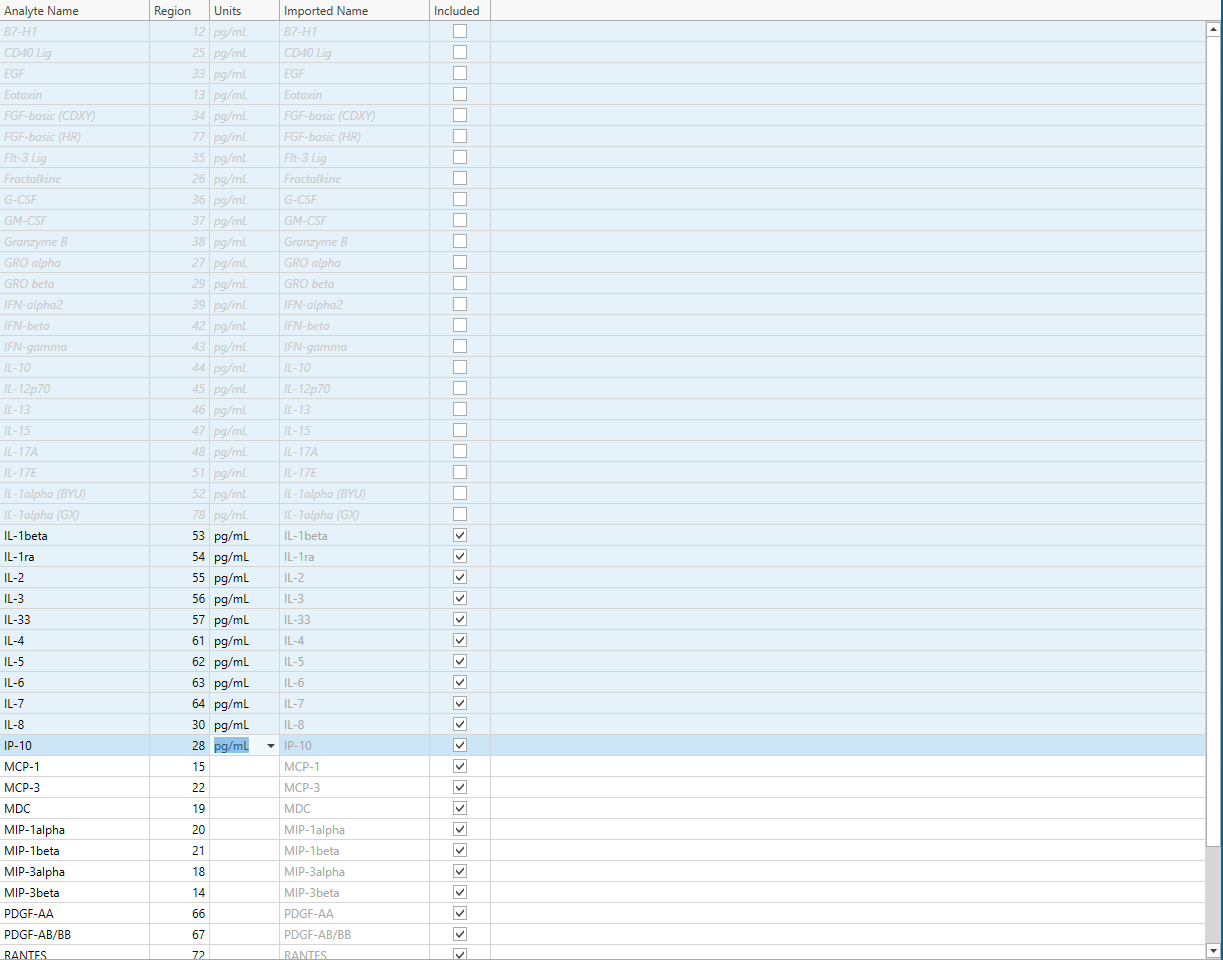 Analyte Name Region Units Imported Name Included
B7-H1 12 pg/mL B7-H1
CD40 Lig 25 pg/mL CD40 Lig
EGF 33 pg/mL EGF
Eotaxin 13 pg/mL Eotaxin
FGF-basic (CDXY) 34 pg/mL FGF-basic (CDXY)
FGF-basic (HR) 77 pg/mL FGF-basic (HR)
Flt-3 Lig 35 pg/mL Flt-3 Lig
Fractalkine 26 pg/mL Fractalkine
G-CSF 36 pg/mL G-CSF
GM-CSF 37 pg/mL GM-CSF
Granzyme B 38 pg/mL Granzyme B
GRO alpha 27 pg/mL GRO alpha
GRO beta 29 pg/mL GRO beta
IFN-alpha2 39 pg/mL IFN-alpha2
IFN-beta 42 pg/mL IFN-beta
IFN-gamma 43 pg/mL IFN-gamma
IL-10 44 pg/mL IL-10
IL-12p70 45 pg/mL IL-12p70
IL-13 46 pg/mL IL-13
IL-15 47 pg/mL IL-15
IL-17A 48 pg/mL IL-17A
IL-17E 51 pg/mL IL-17E
IL-1alpha (BYU) 52 pg/mL IL-1alpha (BYU)
IL-1alpha (GX) 78 pg/mL IL-1alpha (GX)
IL-1beta 53 pg/mL IL-1beta
IL-1ra 54 pg/mL IL-1ra
IL-2 55 pg/mL IL-2
IL-3 56 pg/mL IL-3
IL-33 57 pg/mL IL-33
IL-4 61 pg/mL IL-4
IL-5 62 pg/mL IL-5
IL-6 63 pg/mL IL-6
IL-7 64 pg/mL IL-7
IL-8 30 pg/mL IL-8
IP-10 28 pg/mL IP-10
MCP-1 15 MCP-1
MCP-3 22 MCP-3
MDC 19 MDC
MIP-1alpha 20 MIP-1alpha
MIP-1beta 21 MIP-1beta
MIP-3alpha 18 MIP-3alpha
MIP-3beta 14 MIP-3beta
PDGF-AA 66 PDGF-AA
PDGF-AB/BB 67 PDGF-AB/BB
RANTES 72 RANTES